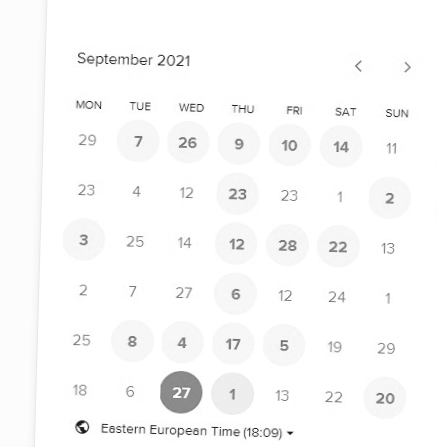 September 2021
MON TUE WED THU FRI SAT SUN
29 7 26 9 10 14 11
23 4 12 23 23 1 2
3 25 14 12 28 22 13
2 7 27 6 12 24 1
25 8 4 17 5 19 29
18 6 27 1 13 22 20
Eastern European Time (18:09)